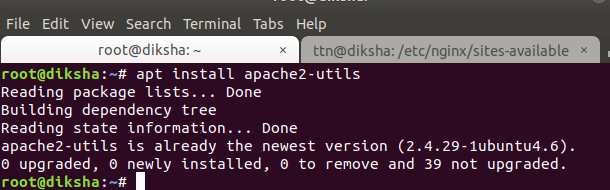 File Edit View Search Terminal Tabs Help
root@diksha: ~ × ttn@diksha: /etc/nginx/sites-available ×
root@diksha:~# apt install apache2-utils
Reading package lists... Done
Building dependency tree
Reading state information... Done
apache2-utils is already the newest version (2.4.29-1ubuntu4.6).
0 upgraded, 0 newly installed, 0 to remove and 39 not upgraded.
root@diksha:~#